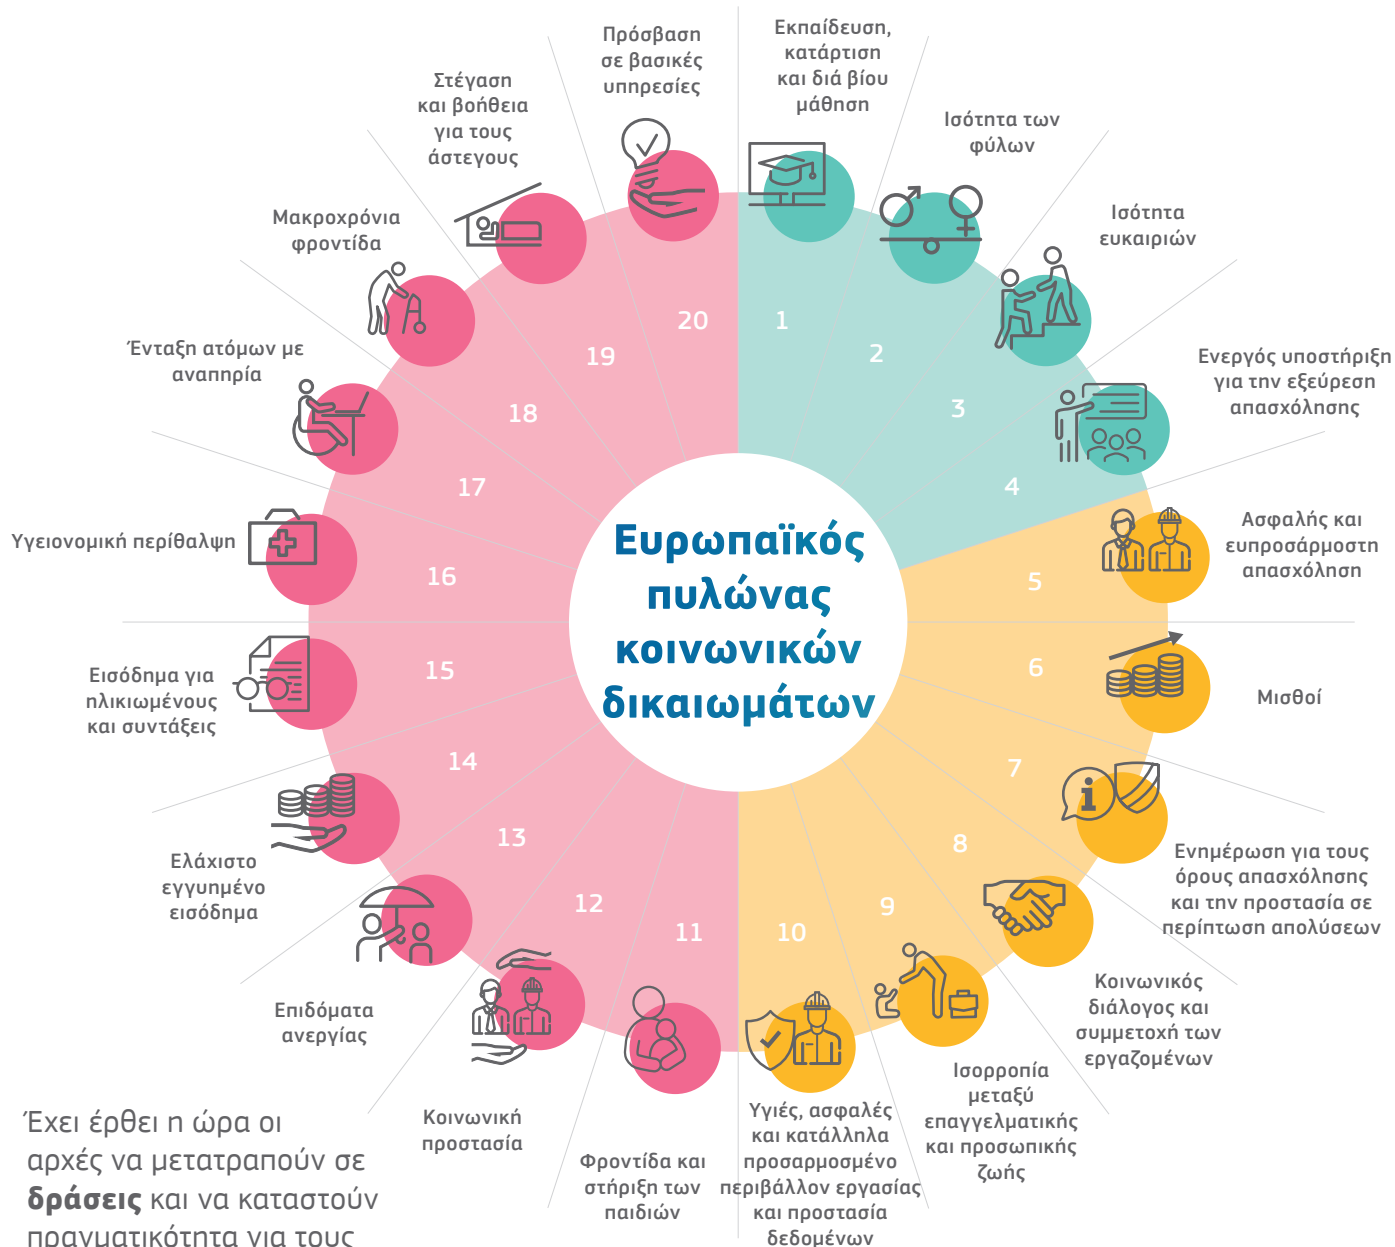 Ευρωπαϊκός
πυλώνας
κοινωνικών
δικαιωμάτων
1
Εκπαίδευση,
κατάρτιση
και διά βίου
μάθηση
2
Ισότητα των
φύλων
3
Ισότητα
ευκαιριών
4
Ενεργός υποστήριξη
για την εξεύρεση
απασχόλησης
5
Ασφαλής και
ευπροσάρμοστη
απασχόληση
6
Μισθοί
7
Ενημέρωση για τους
όρους απασχόλησης
και την προστασία σε
περίπτωση απολύσεων
8
Κοινωνικός
διάλογος και
συμμετοχή των
εργαζομένων
9
Ισορροπία
μεταξύ
επαγγελματικής
και προσωπικής
ζωής
10
Υγιές, ασφαλές
και κατάλληλα
προσαρμοσμένο
περιβάλλον εργασίας
και προστασία
δεδομένων
11
Φροντίδα και
στήριξη των
παιδιών
12
Κοινωνική
προστασία
13
Επιδόματα
ανεργίας
14
Ελάχιστο
εγγυημένο
εισόδημα
15
Εισόδημα για
ηλικιωμένους
και συντάξεις
16
Υγειονομική περίθαλψη
17
Ένταξη ατόμων με
αναπηρία
18
Μακροχρόνια
φροντίδα
19
Στέγαση
και βοήθεια
για τους
άστεγους
20
Πρόσβαση
σε βασικές
υπηρεσίες
i
Έχει έρθει η ώρα οι
αρχές να μετατραπούν σε
δράσεις και να καταστούν
πραγματικότητα για τους